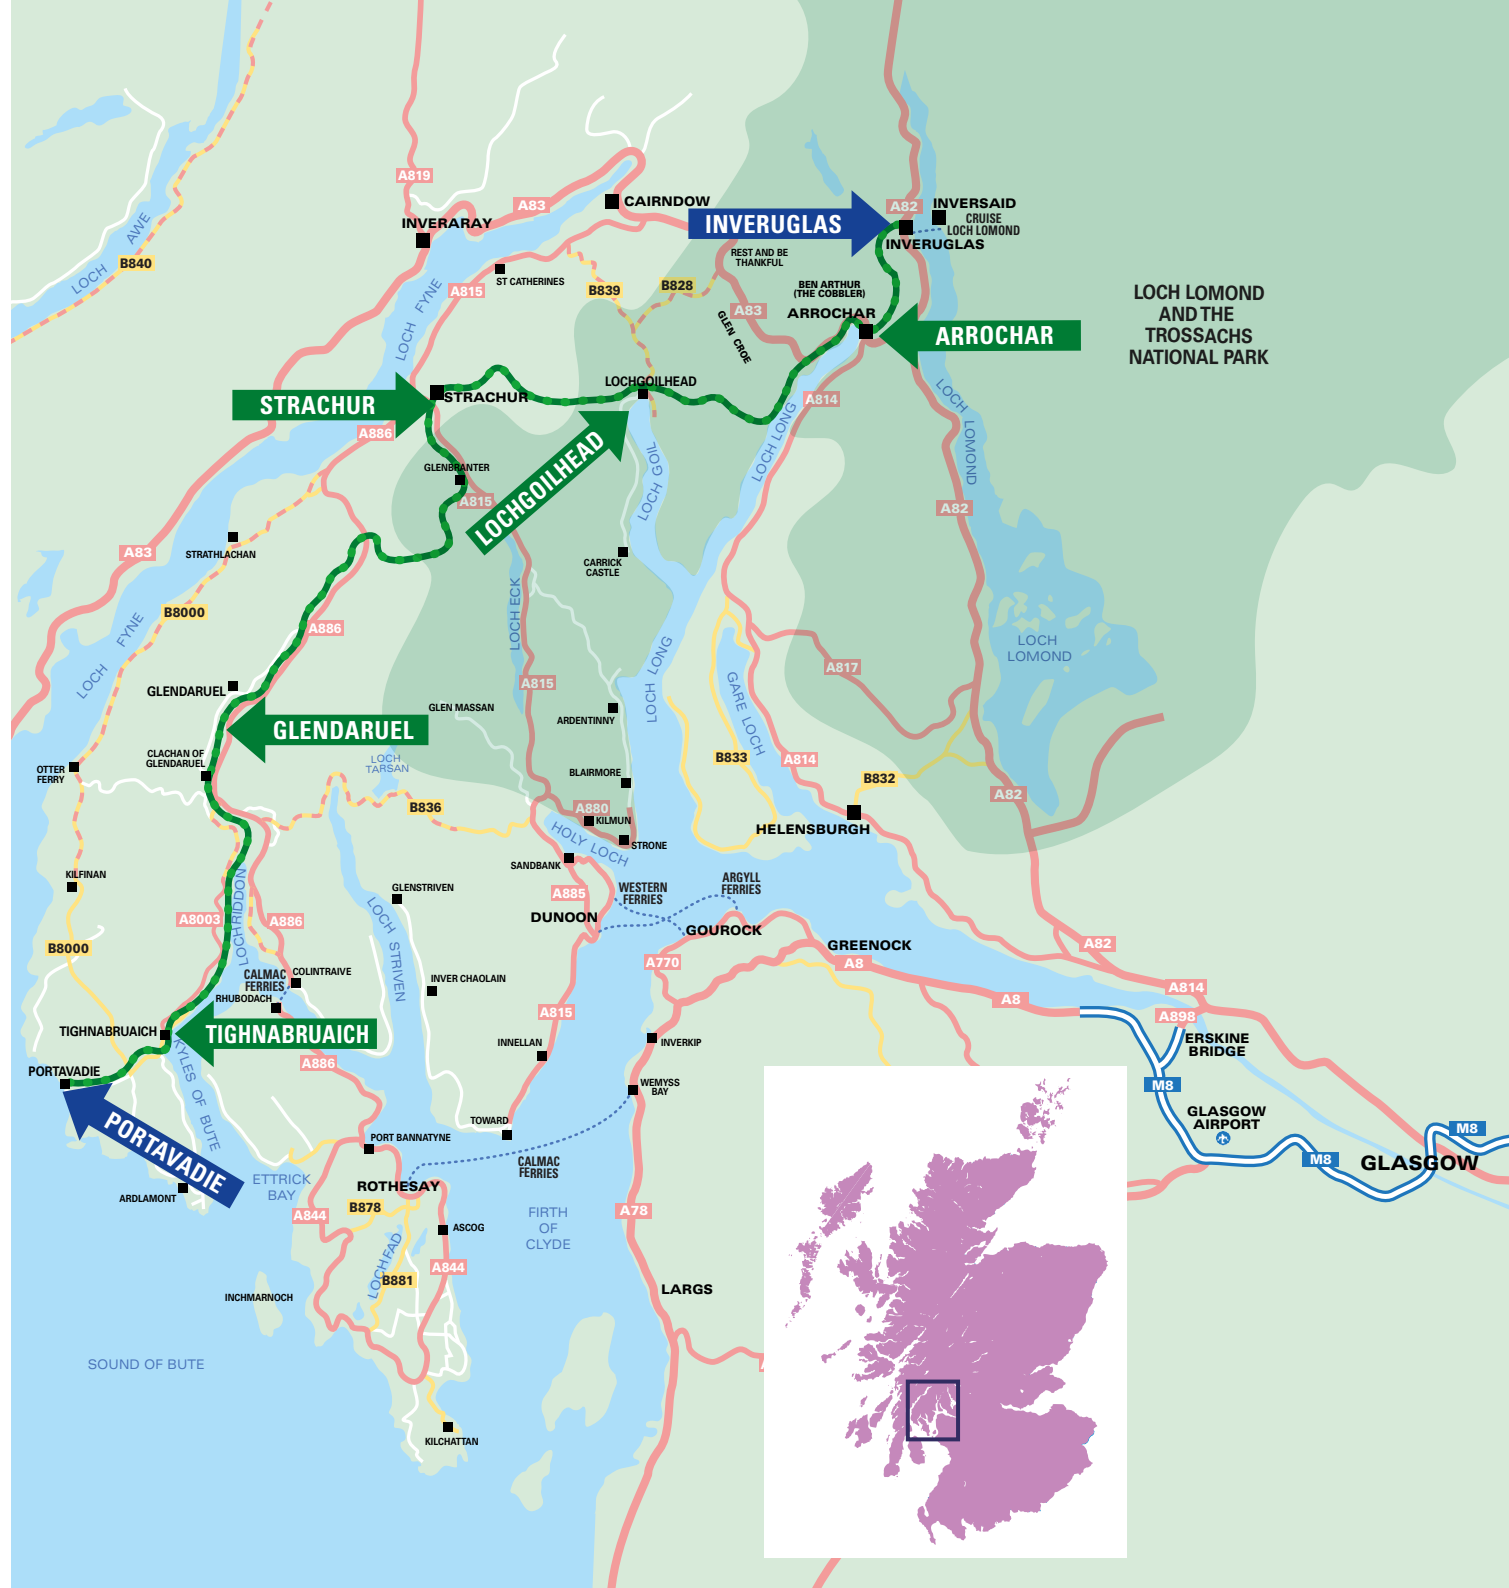 A819
A83
CAIRNDOW
INVERARAY
INVERUGLAS
A82
INVERSAID
CRUISE
LOCH LOMOND
INVERUGLAS
LOCH AWE
B840
ST CATHERINES
A815
LOCH FYNE
B839
B828
REST AND BE
THANKFUL
BEN ARTHUR
(THE COBBLER)
A83
ARROCHAR
GLEN CROE
ARROCHAR
LOCH LOMOND
AND THE
TROSSACHS
NATIONAL PARK
STRACHUR
STRACHUR
LOCHGOILHEAD
A814
A886
LOCH LONG
LOCH LOMOND
GLENBRANTER
A815
LOCHGOILHEAD
LOCH GOIL
A82
A83
STRATHLACHAN
CARRICK
CASTLE
B8000
LOCH FYNE
A886
LOCH ECK
LOCH LONG
LOCH
LOMOND
A817
GLENDARUEL
A815
GARE LOCH
GLEN MASSAN
ARDENTINNY
GLENDARUEL
CLACHAN OF
GLENDARUEL
LOCH
TARSAN
OTTER
FERRY
BLAIRMORE
B833
A814
B832
A82
B836
A880
KILMUN
HOLY LOCH
STRONE
HELENSBURGH
SANDBANK
KILFINAN
LOCH RIDDON
GLENSTRIVEN
LOCH STRIVEN
A885
WESTERN
FERRIES
ARGYLL
FERRIES
A8003
A886
DUNOON
GOUROCK
GREENOCK
B8000
A82
A770
A8
CALMAC
FERRIES
COLINTRAIVE
INVER CHAOLAIN
RHUBODACH
A8
A814
A815
A898
TIGHNABRUAICH
TIGHNABRUAICH
INNELLAN
INVERKIP
ERSKINE
BRIDGE
PORTAVADIE
KYLES OF BUTE
A886
WEMYSS
BAY
M8
PORTAVADIE
TOWARD
GLASGOW
AIRPORT
M8
PORT BANNATYNE
CALMAC
FERRIES
M8
GLASGOW
ETTRICK
BAY
ROTHESAY
ARDLAMONT
A844
B878
ASCOG
FIRTH
OF
CLYDE
A78
LOCH FAD
A844
B881
INCHMARNOCH
LARGS
SOUND OF BUTE
KILCHATTAN